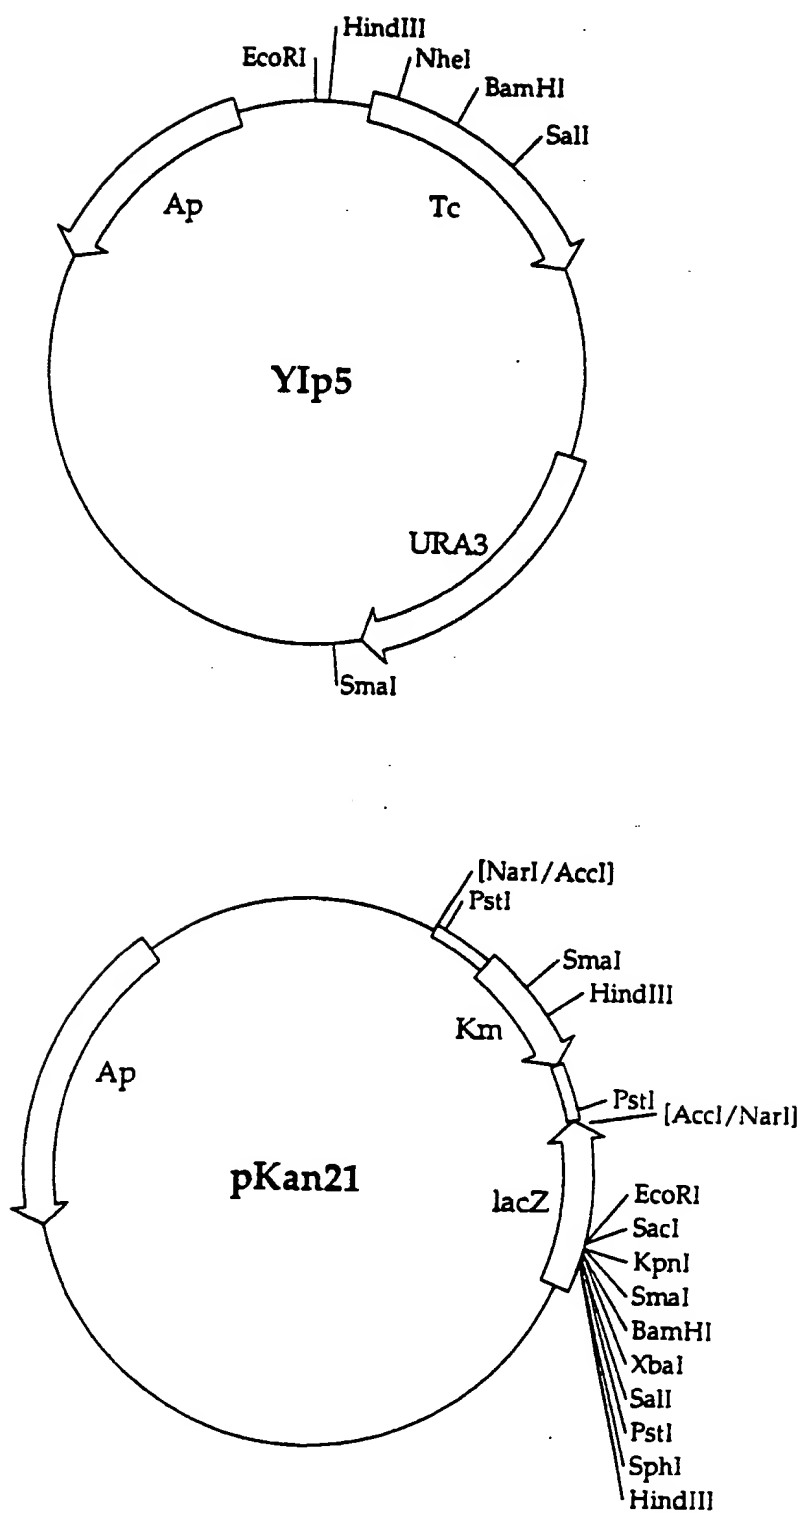 HindIII
EcoRI
NheI
BamHI
SalI
Ap
Tc
YIp5
URA3
SmaI
[NarI/AccI]
PstI
SmaI
HindIII
Km
Ap
PstI
[AccI/NarI]
pKan21
lacZ
EcoRI
SacI
KpnI
SmaI
BamHI
XbaI
SalI
PstI
SphI
HindIII